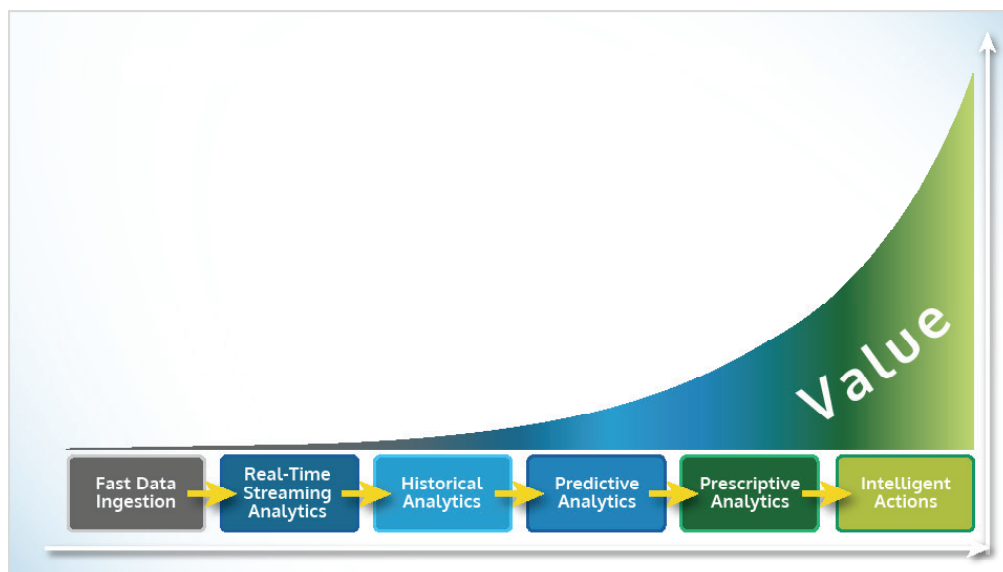 Value
Fast Data
Ingestion
Real-Time
Streaming
Analytics
Historical
Analytics
Predictive
Analytics
Prescriptive
Analytics
Intelligent
Actions